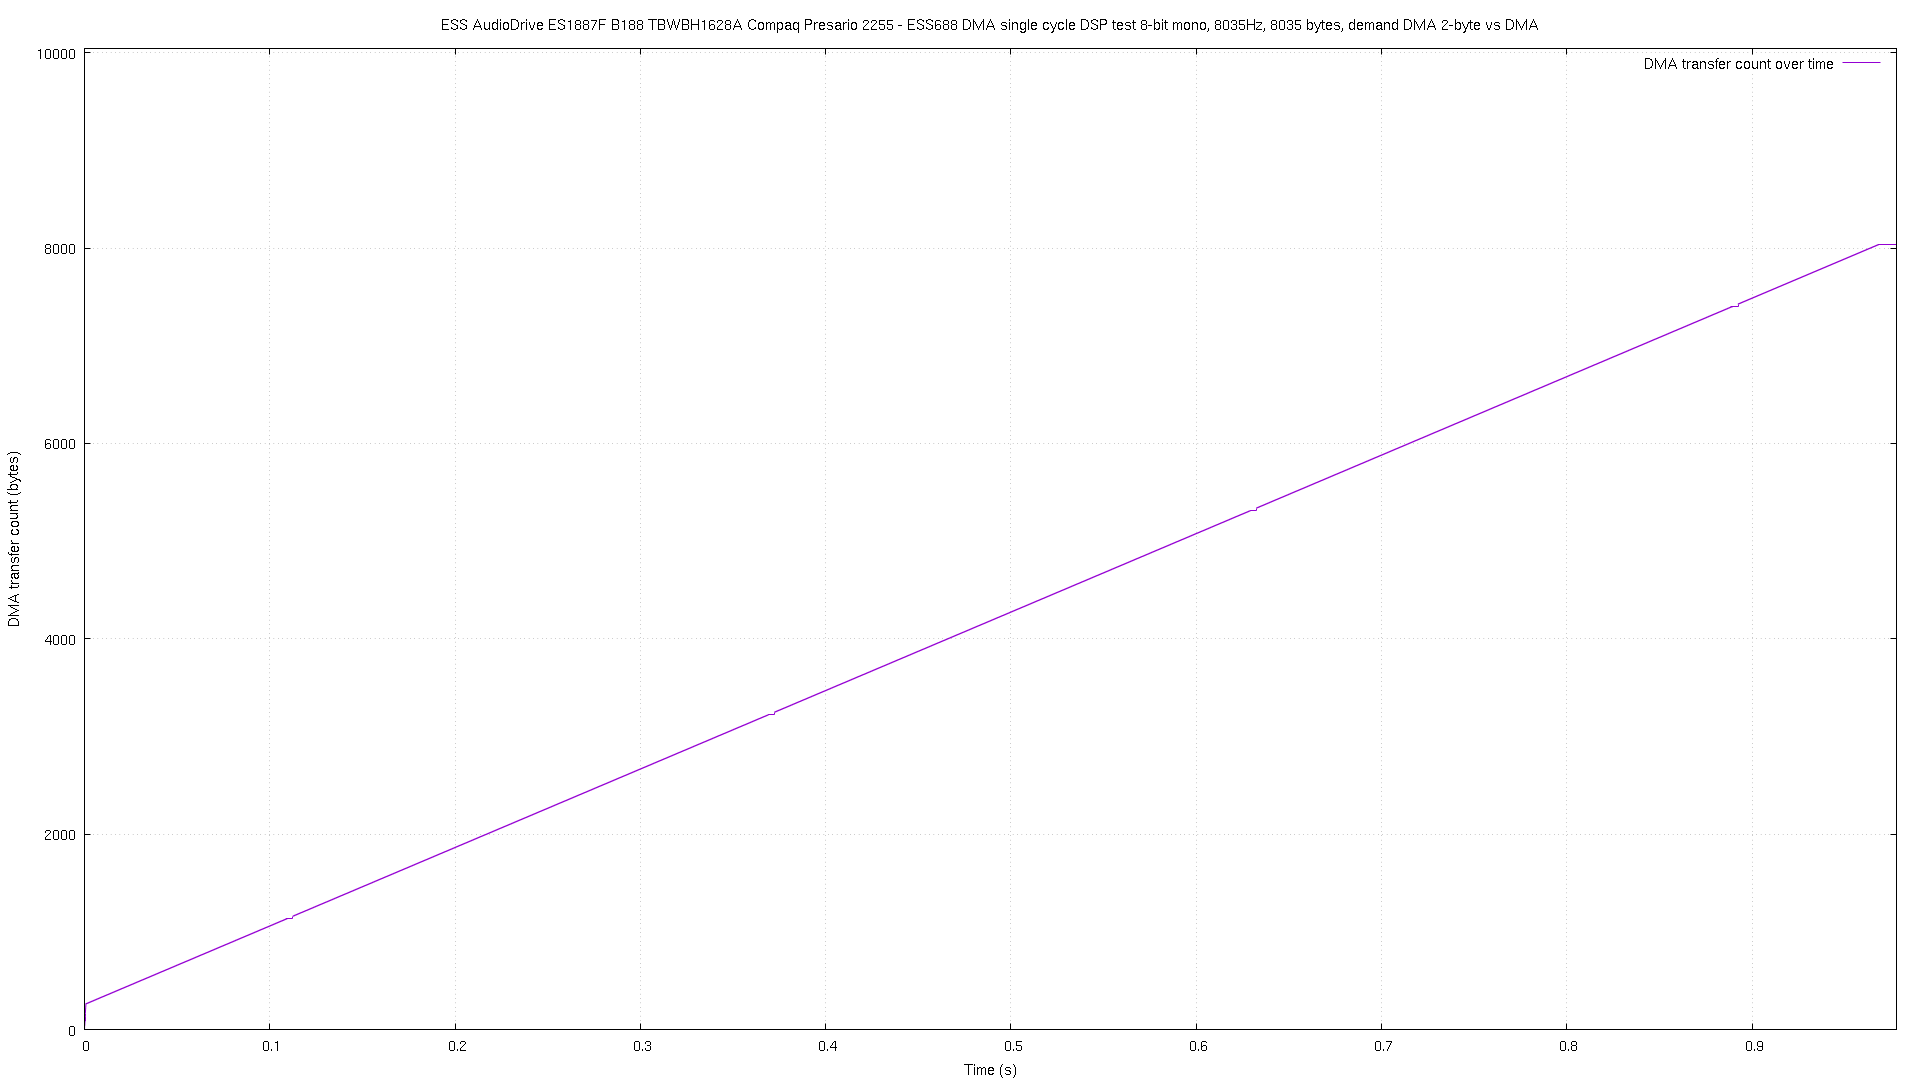 ESS AudioDrive ES1887F B188 TBWBH1628A Compaq Presario 2255 - ESS688 DMA single cycle DSP test 8-bit mono, 8035Hz, 8035 bytes, demand DMA 2-byte vs DMA
DMA transfer count over time
10000
8000
6000
4000
2000
0
DMA transfer count (bytes)
0 0.1 0.2 0.3 0.4 0.5 0.6 0.7 0.8 0.9
Time (s)